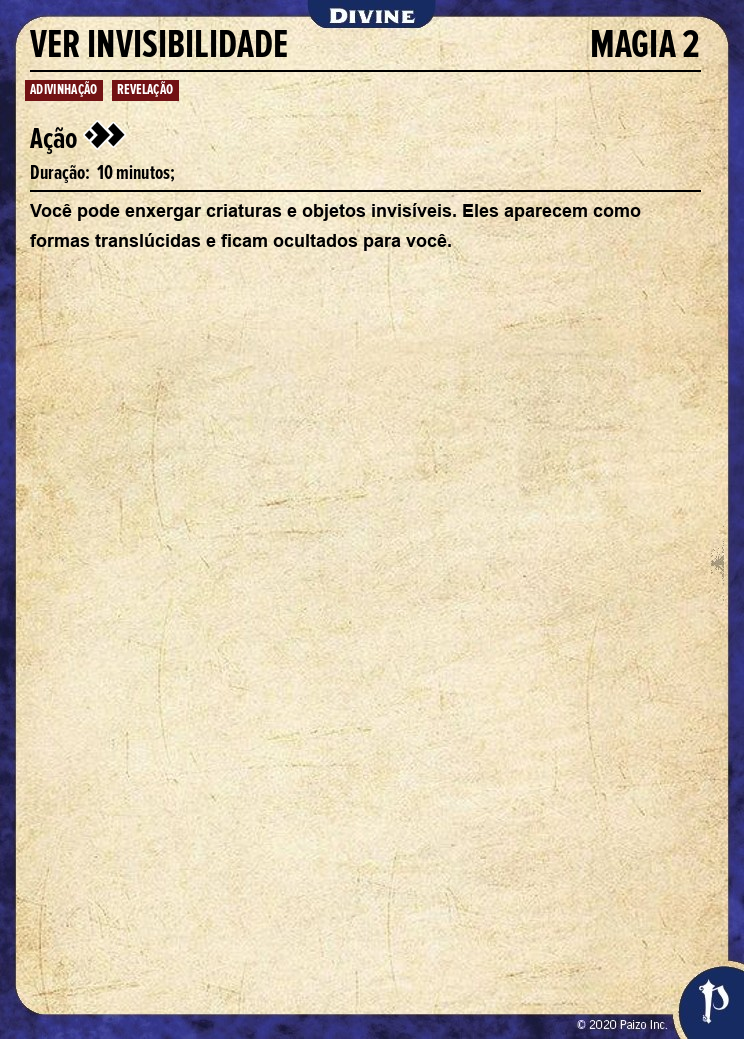 DIVINE
VER INVISIBILIDADE MAGIA 2
ADIVINHAÇÃO REVELAÇÃO
Ação
Duração: 10 minutos;
Você pode enxergar criaturas e objetos invisíveis. Eles aparecem como
formas translúcidas e ficam ocultados para você.
© 2020 Paizo Inc.
P